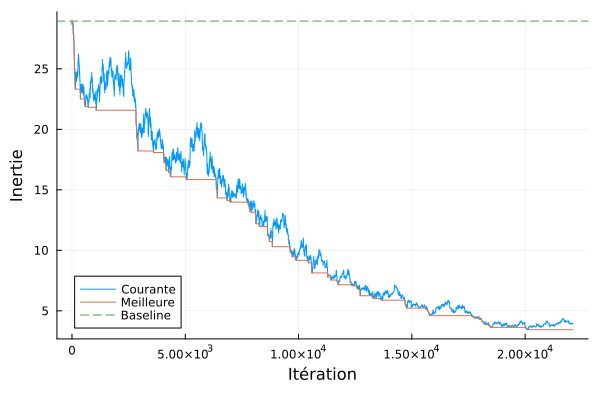 Inertie
25
20
15
10
5
Courante
Meilleure
Baseline
0 5.00×10³ 1.00×10⁴ 1.50×10⁴ 2.00×10⁴
Itération